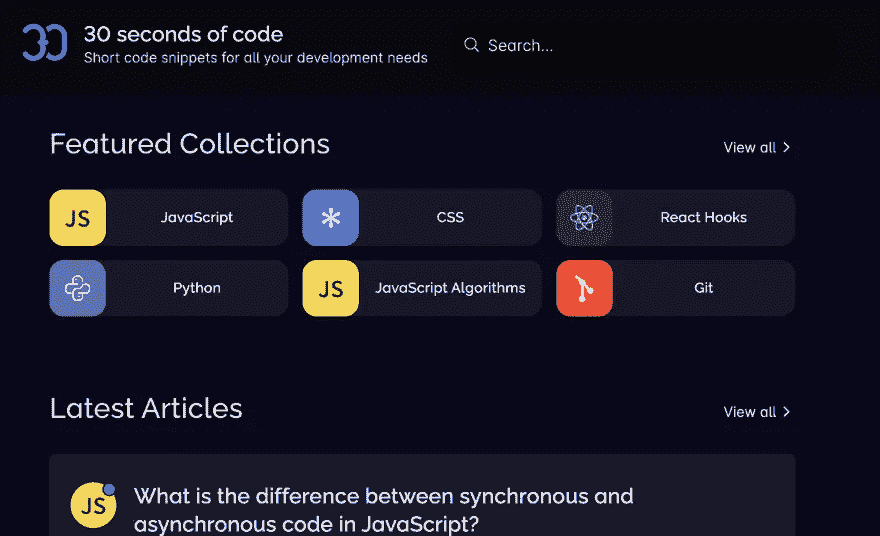 30
30 seconds of code
Short code snippets for all your development needs
Search...
Featured Collections
View all
JS JavaScript
CSS
React Hooks
Python
JS JavaScript Algorithms
Git
Latest Articles
View all
JS
What is the difference between synchronous and
asynchronous code in JavaScript?